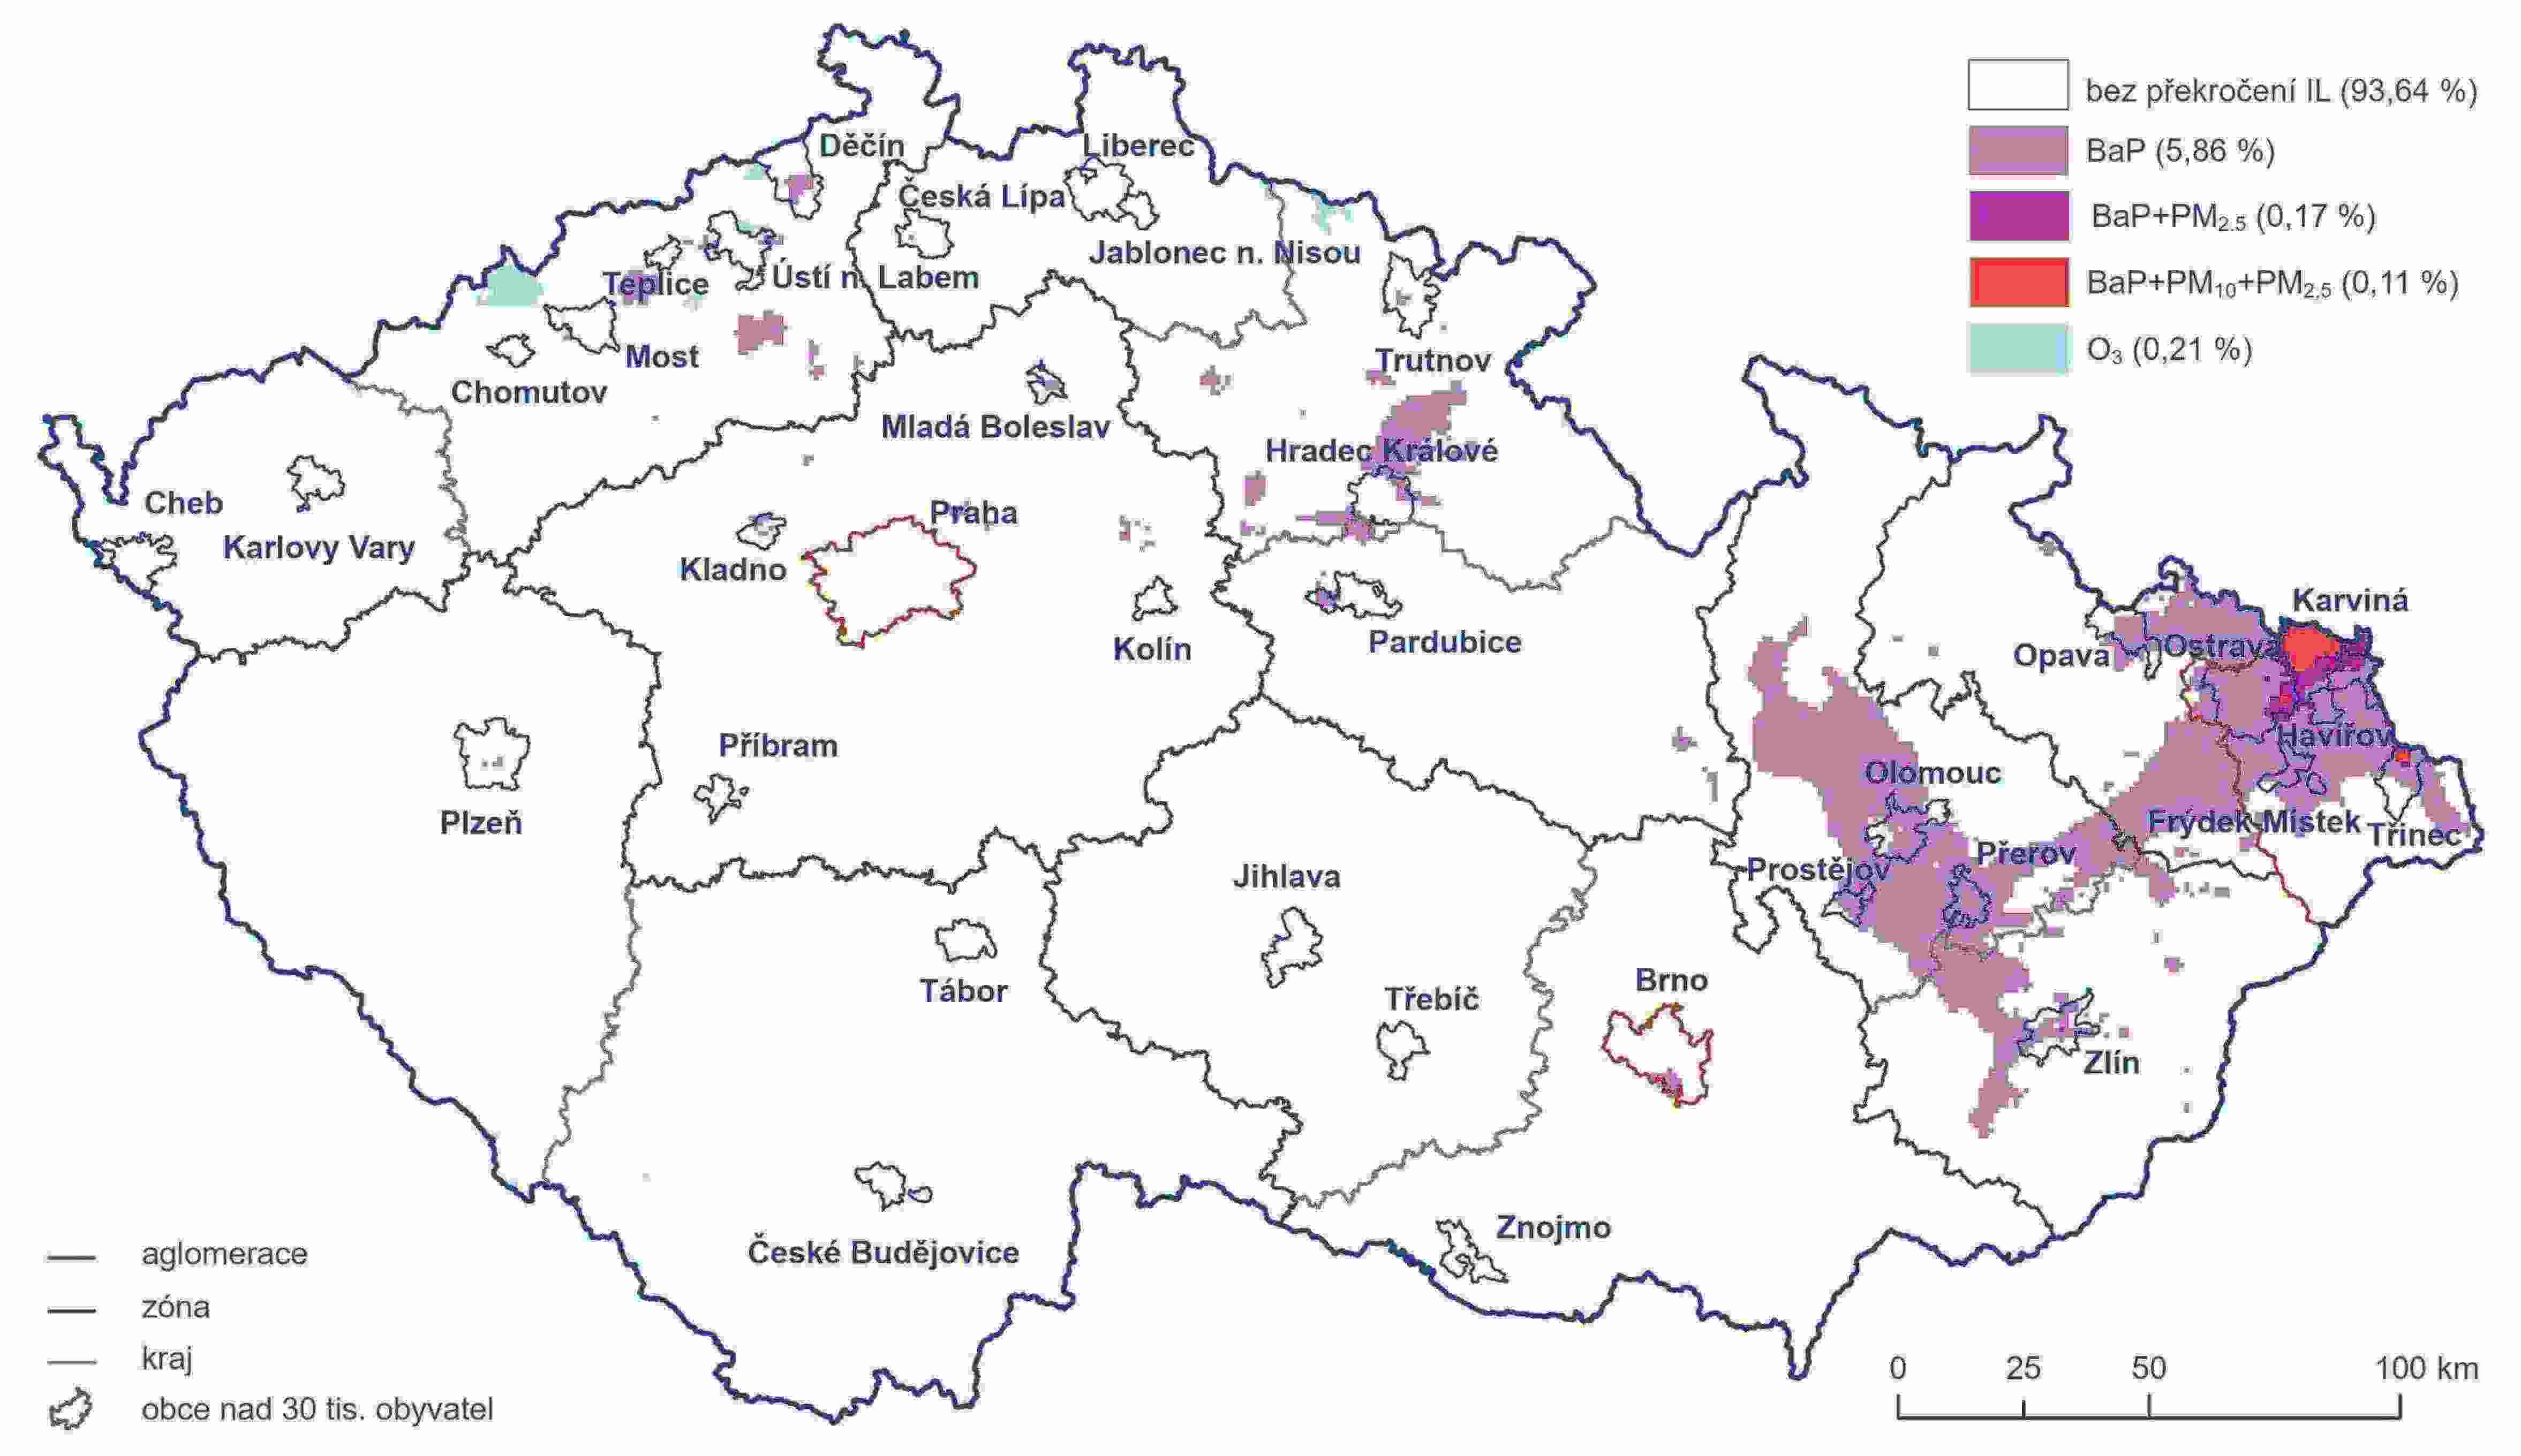 bez překročení IL (93,64 %)
BaP (5,86 %)
BaP+PM2.5 (0,17 %)
BaP+PM10+PM2.5 (0,11 %)
O3 (0,21 %)
Děčín
Liberec
Česká Lípa
Jablonec n. Nisou
Teplice
Ústí n. Labem
Most
Trutnov
Chomutov
Mladá Boleslav
Hradec Králové
Cheb
Praha
Karlovy Vary
Kladno
Karviná
Kolín
Pardubice
Opava
Ostrava
Příbram
Havířov
Olomouc
Plzeň
Frýdek-Místek
Třinec
Přerov
Prostějov
Jihlava
Tábor
Třebíč
Brno
Zlín
České Budějovice
Znojmo
aglomerace
zóna
kraj
obce nad 30 tis. obyvatel
0 25 50 100 km